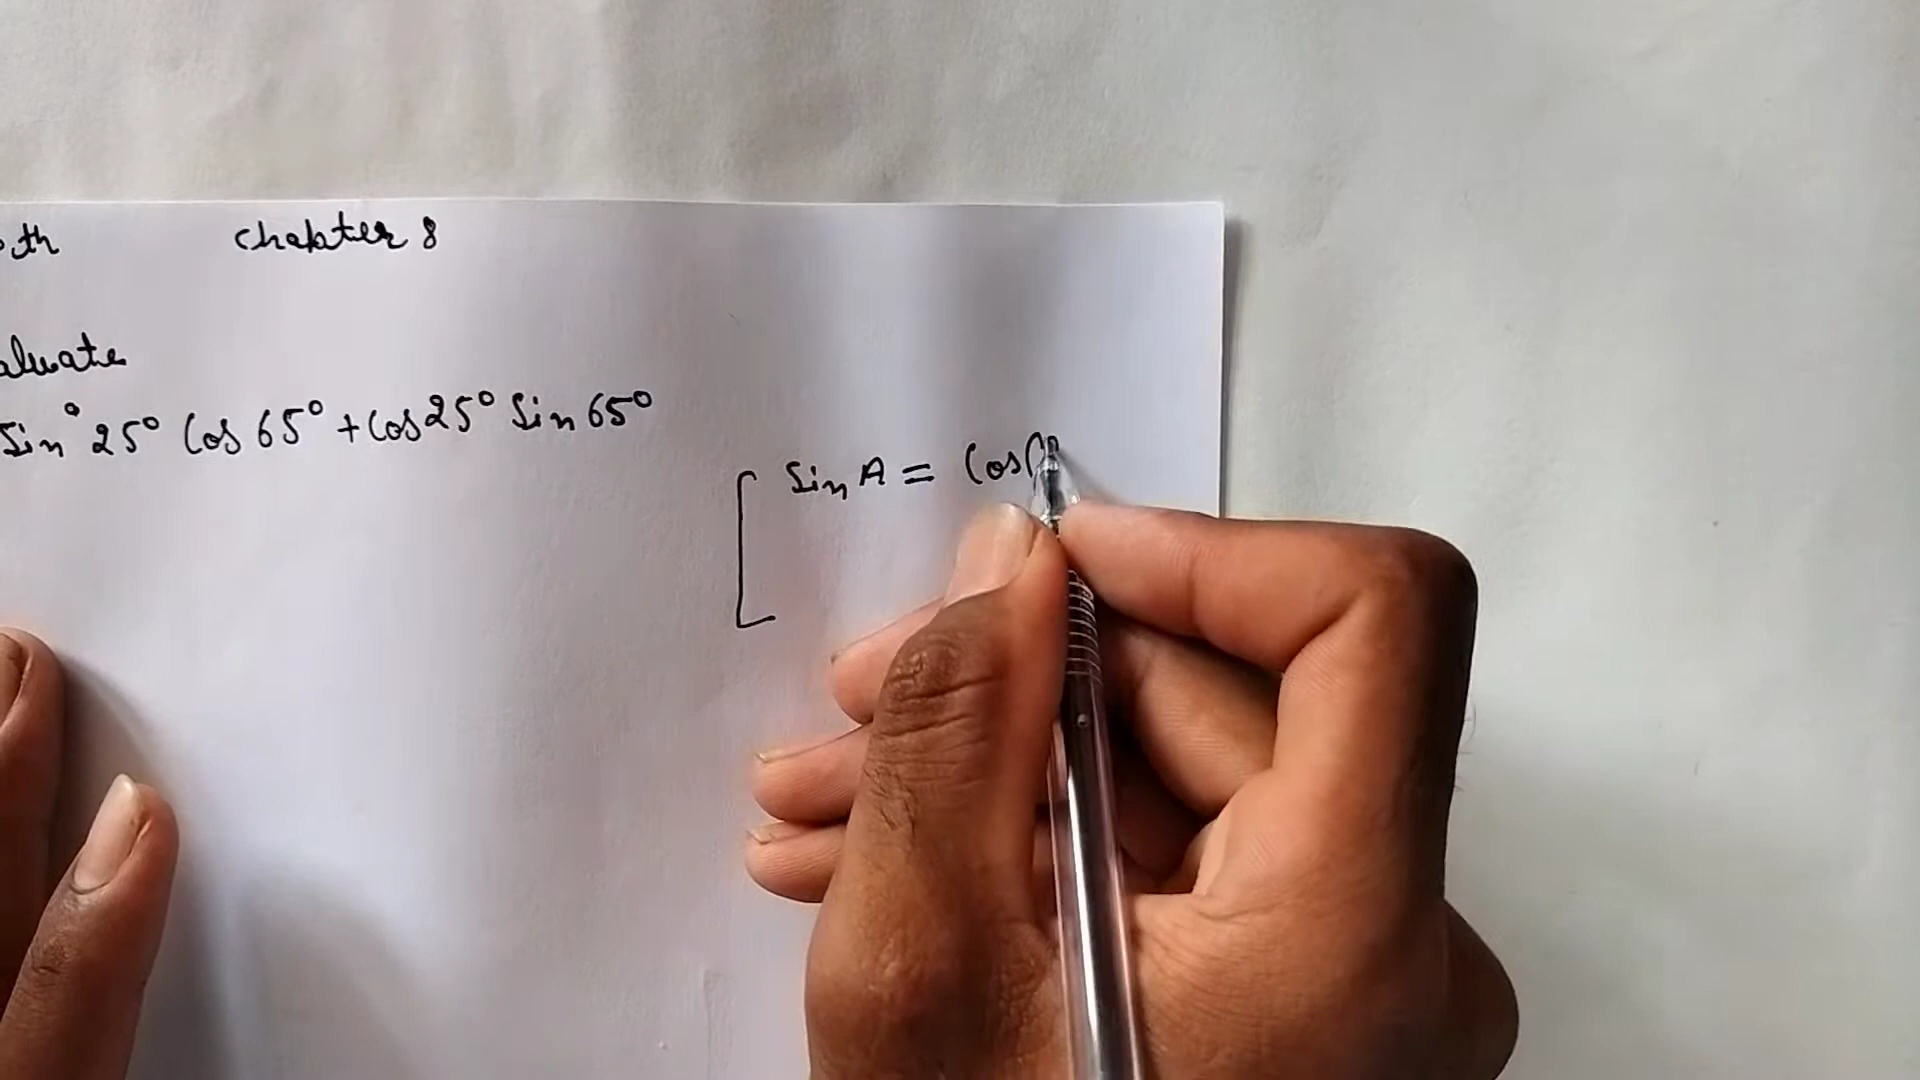 th chapter 8
aluate
Sin° 25° Cos 65° + Cos 25° Sin 65°
[ Sin A = Cos(